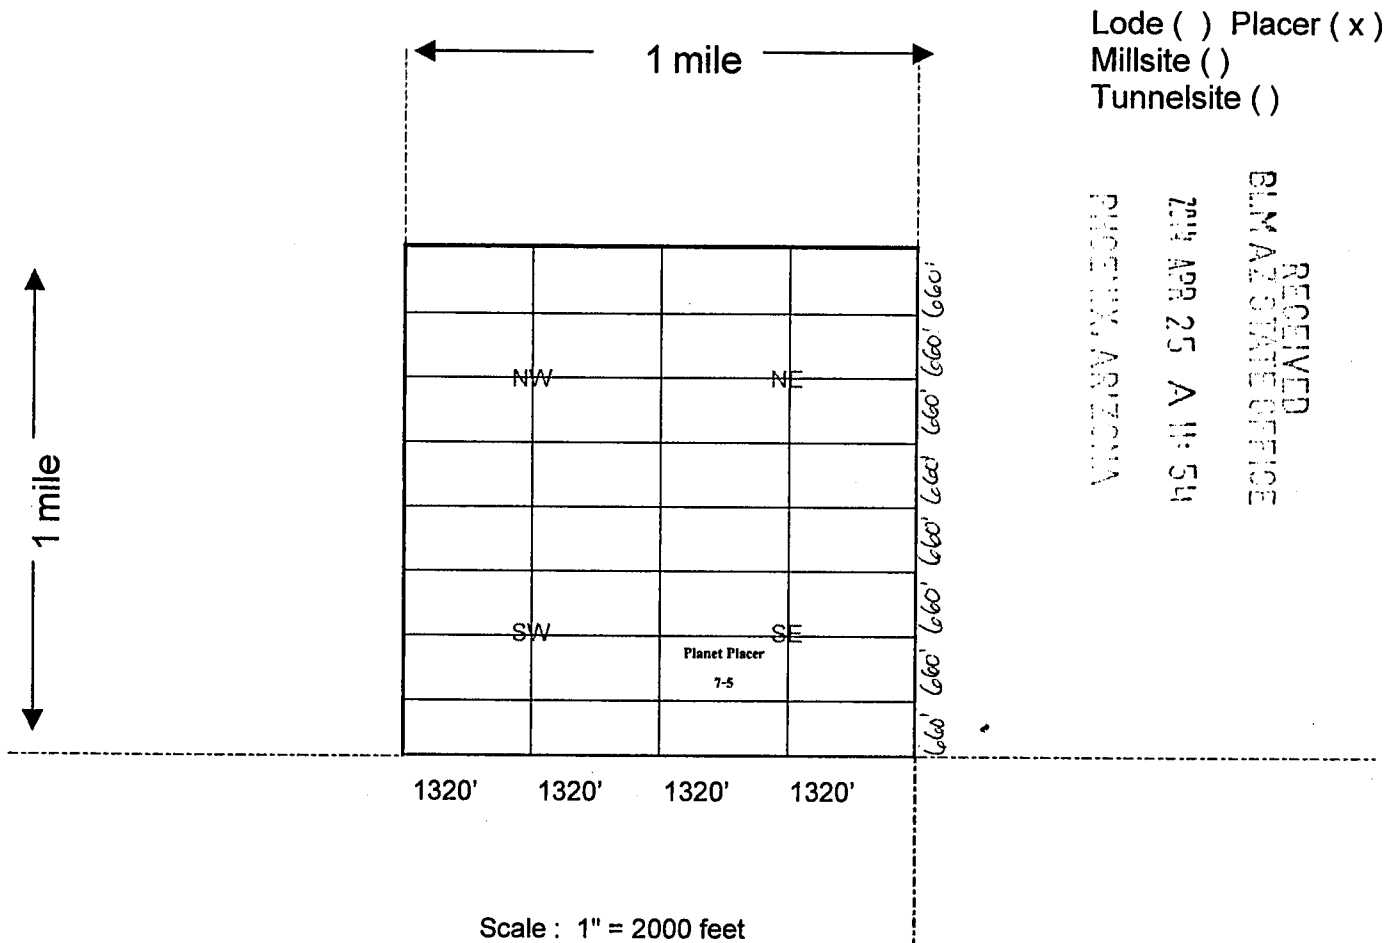 Lode ( ) Placer ( x )
Millsite ( )
Tunnelsite ( )
1 mile
1 mile
RECEIVED
BLM AZ STATE OFFICE
APR 25 A 11: 54
PHOENIX, ARIZONA
660'
660'
NW
NE
660'
660'
660'
660'
SW
SE
Planet Placer
7-5
660'
660'
1320' 1320' 1320' 1320'
Scale : 1" = 2000 feet